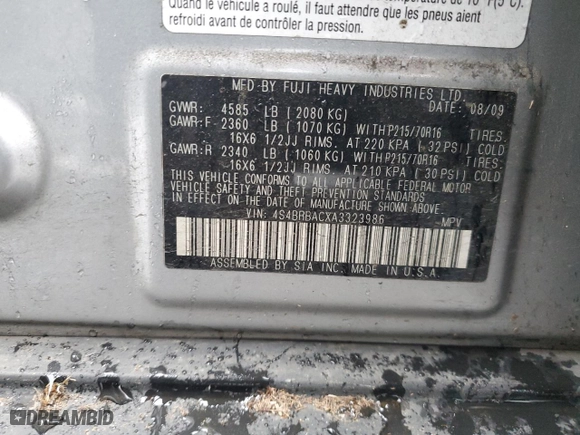 température de 10 °F(5°C).
Quand le véhicule a roulé, il faut attendre que les pneus aient
refroidi avant de contrôler la pression.
MFD BY FUJI HEAVY INDUSTRIES LTD.
GVWR: 4585 LB (2080 KG) DATE: 08/09
GAWR:F 2360 LB (1070 KG) WITH P215/70R16 TIRES.
16X6 1/2JJ RIMS. AT 220 KPA (32 PSI) COLD
GAWR:R 2340 LB (1060 KG) WITH P215/70R16 TIRES.
16X6 1/2JJ RIMS. AT 210 KPA (30 PSI) COLD
THIS VEHICLE CONFORMS TO ALL APPLICABLE FEDERAL MOTOR
VEHICLE SAFETY AND THEFT PREVENTION STANDARDS
IN EFFECT ON THE DATE OF MANUFACTURE SHOWN ABOVE.
VIN: 4S4BRBACXA3323986 -MPV
ASSEMBLED BY SIA INC. MADE IN U.S.A.
DREAMBID